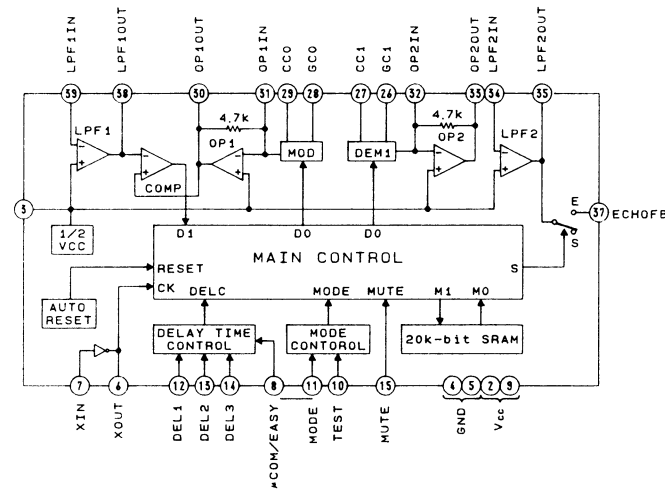 LPF1IN
LPF1OUT
OP1OUT
OP1IN
CC0
GC0
CC1
GC1
OP2IN
OP2OUT
LPF2IN
LPF2OUT
39 38 30 31 29 28 27 26 32 33 34 35
4.7k
4.7k
LPF1
OP1
MOD
DEM1
OP2
LPF2
COMP
3
1/2
VCC
E
S
37 ECHOFB
D1
D0
D0
MAIN CONTROL
RESET
CK
DELC
MODE
MUTE
M1
M0
S
AUTO
RESET
DELAY TIME
CONTROL
MODE
CONTOROL
20k-bit SRAM
7 6 12 13 14 8 11 10 15 4 5 2 9
XIN
XOUT
DEL1
DEL2
DEL3
μCOM/EASY
MODE
TEST
MUTE
GND
Vcc